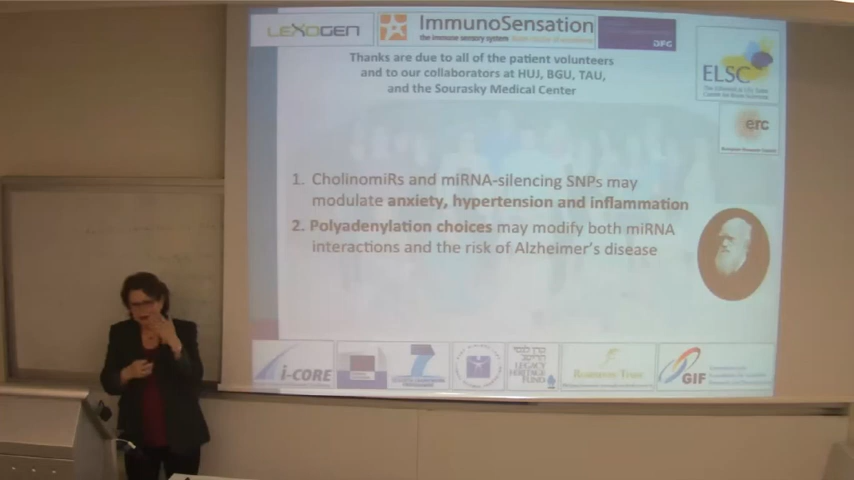 LEXOGEN
ImmunoSensation
the immune sensory system
DFG
Thanks are due to all of the patient volunteers
and to our collaborators at HUJ, BGU, TAU,
and the Sourasky Medical Center
ELSC
erc
1. CholinomiRs and miRNA-silencing SNPs may
modulate anxiety, hypertension and inflammation
2. Polyadenylation choices may modify both miRNA
interactions and the risk of Alzheimer's disease
i-CORE
7
LEGACY
HERITAGE
FUND
GIF